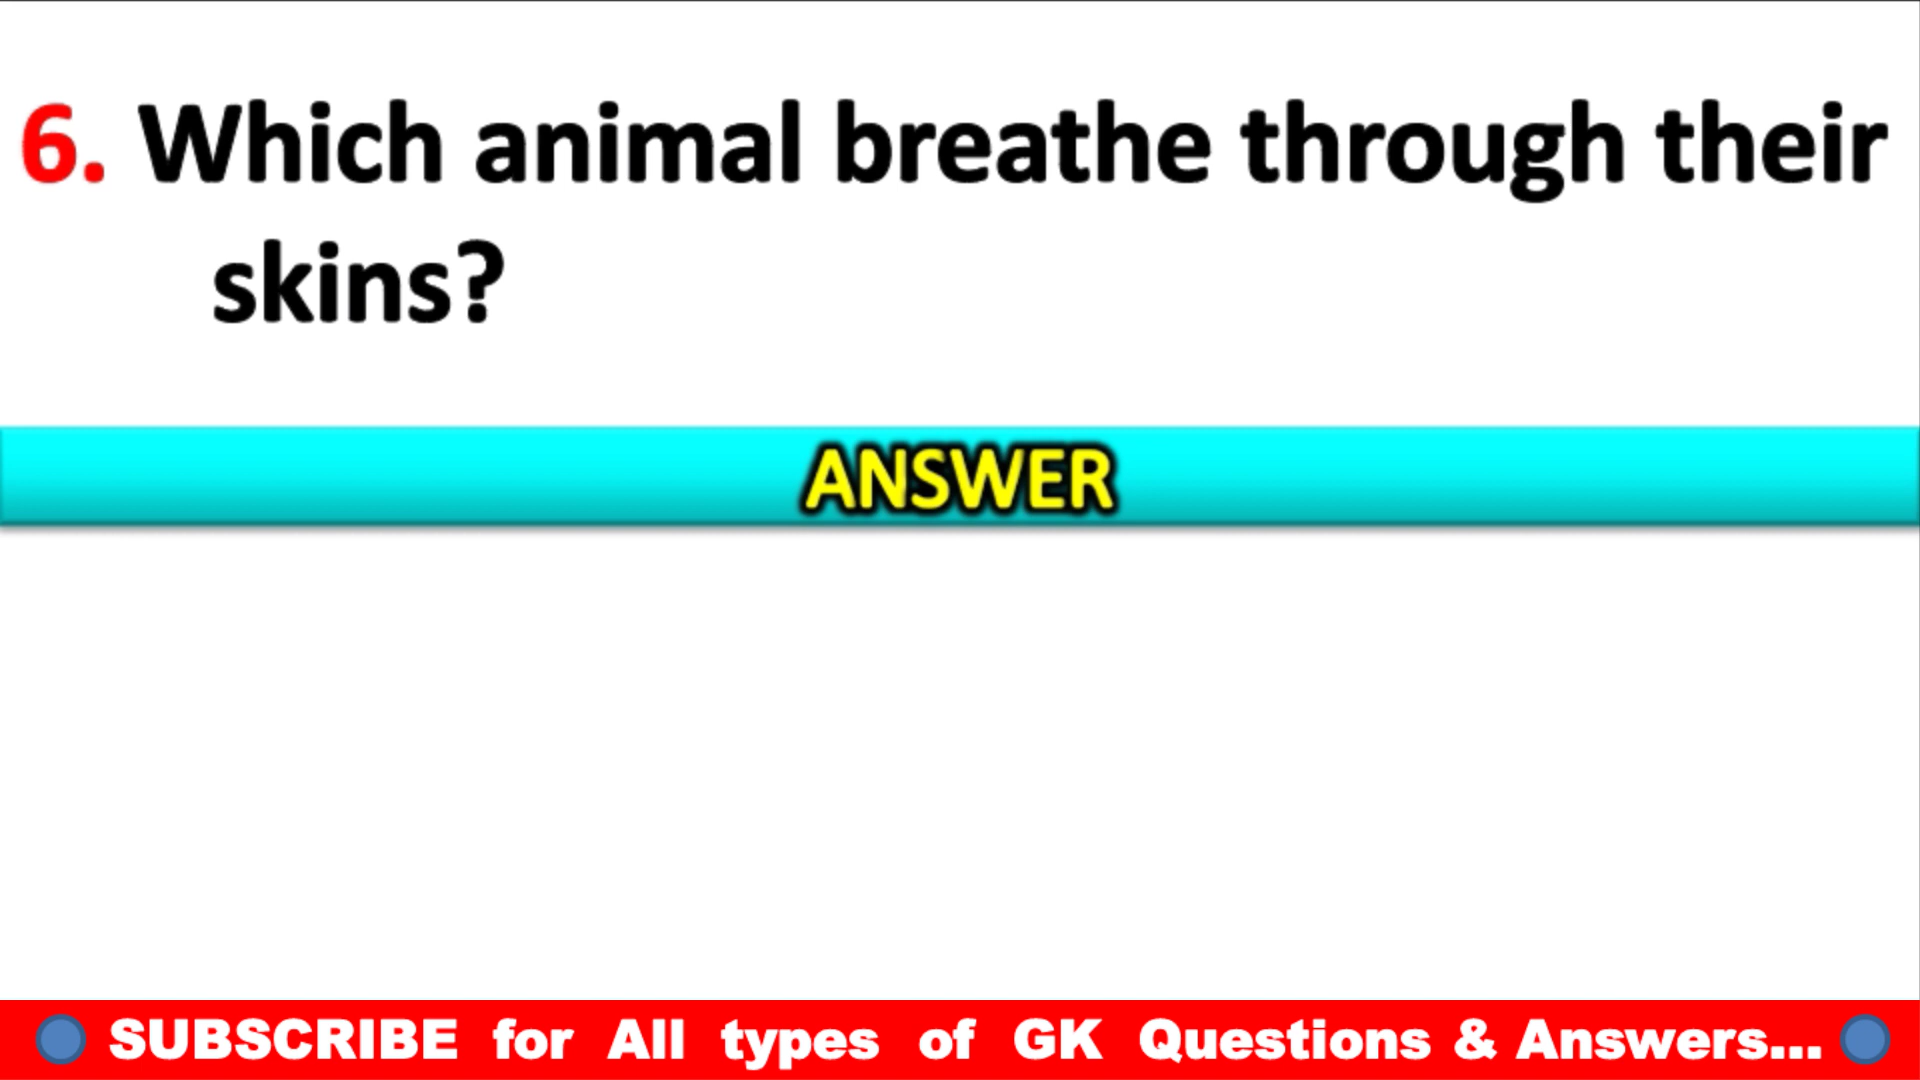 6. Which animal breathe through their
skins?
ANSWER
SUBSCRIBE for All types of GK Questions & Answers...